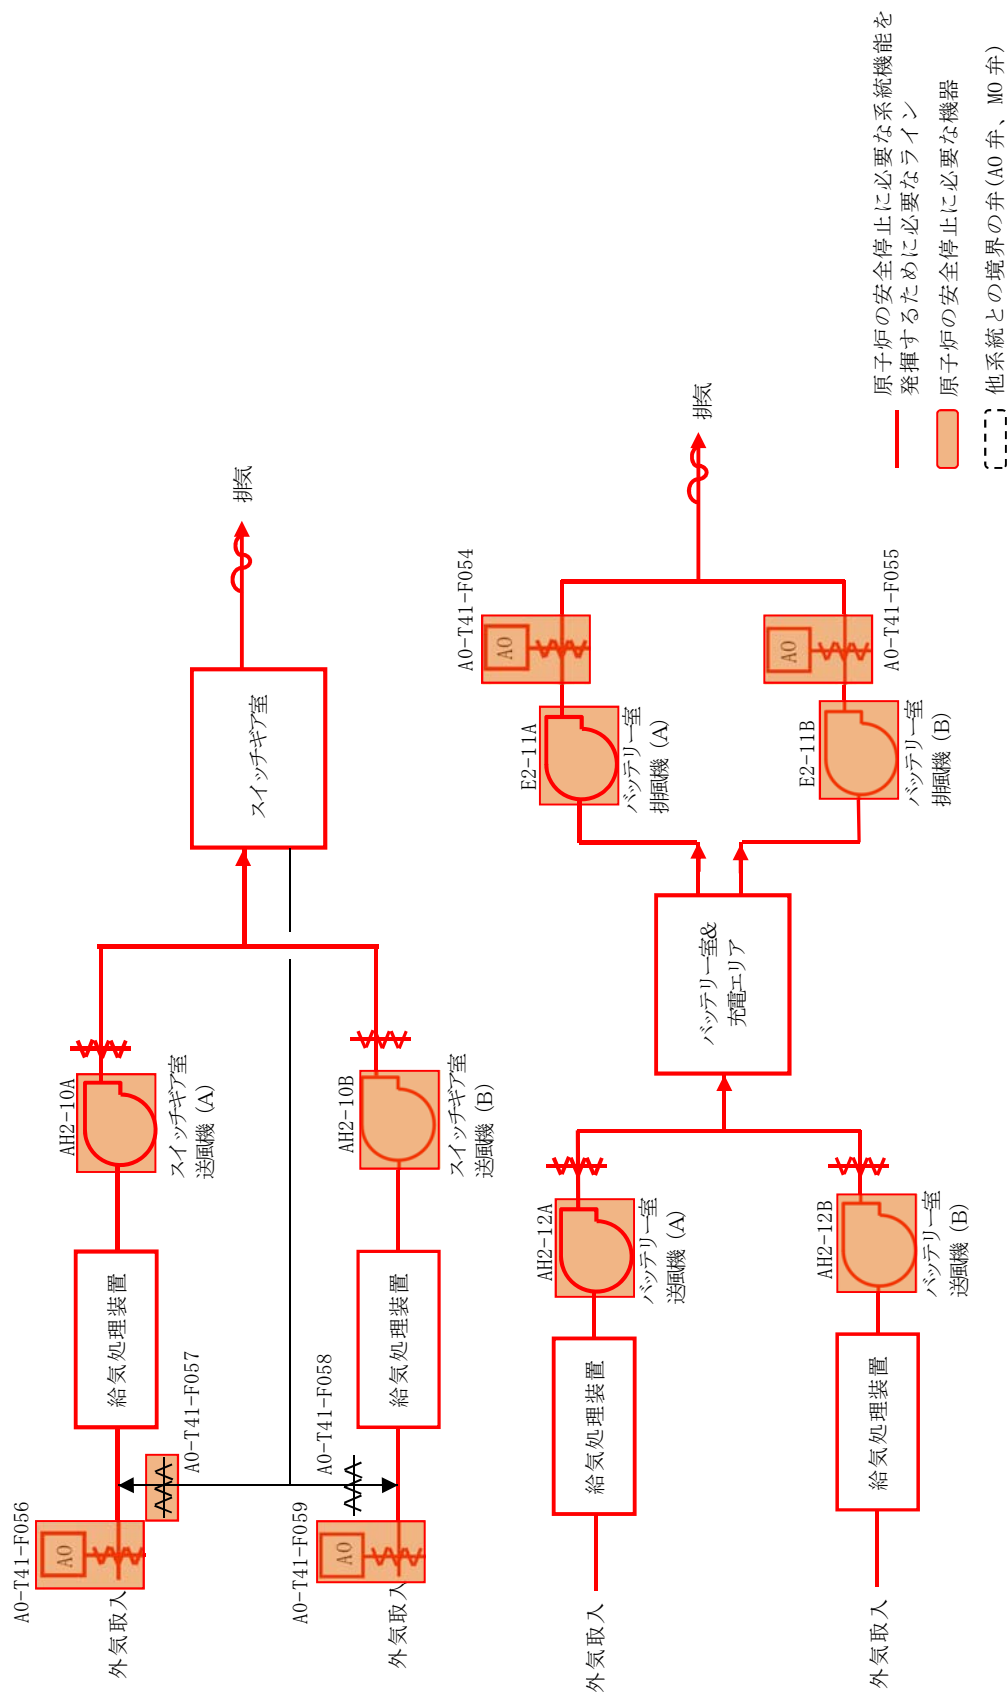 AO-T41-F056
AO
外気取入
AO-T41-F057
給気処理装置
AH2-10A
スイッチギア室
送風機 (A)
AO-T41-F059
AO
外気取入
AO-T41-F058
給気処理装置
AH2-10B
スイッチギア室
送風機 (B)
スイッチギア室
排気
外気取入
給気処理装置
AH2-12A
バッテリー室
送風機 (A)
外気取入
給気処理装置
AH2-12B
バッテリー室
送風機 (B)
バッテリー室&
充電エリア
E2-11A
バッテリー室
排風機 (A)
AO-T41-F054
AO
E2-11B
バッテリー室
排風機 (B)
AO-T41-F055
AO
排気
原子炉の安全停止に必要な系統機能を
発揮するために必要なライン
原子炉の安全停止に必要な機器
他系統との境界の弁(AO 弁、MO 弁)